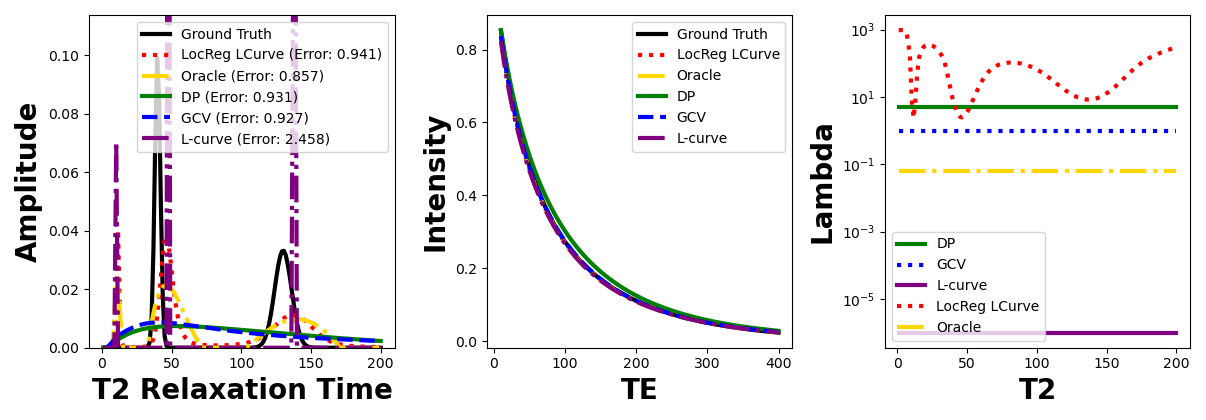 Amplitude
0.10
0.08
0.06
0.04
0.02
0.00
0
50
100
150
200
T2 Relaxation Time
Ground Truth
LocReg LCurve (Error: 0.941)
Oracle (Error: 0.857)
DP (Error: 0.931)
GCV (Error: 0.927)
L-curve (Error: 2.458)
Intensity
0.8
0.6
0.4
0.2
0.0
0
100
200
300
400
TE
Ground Truth
LocReg LCurve
Oracle
DP
GCV
L-curve
Lambda
10³
10¹
10⁻¹
10⁻³
10⁻⁵
0
50
100
150
200
T2
DP
GCV
L-curve
LocReg LCurve
Oracle